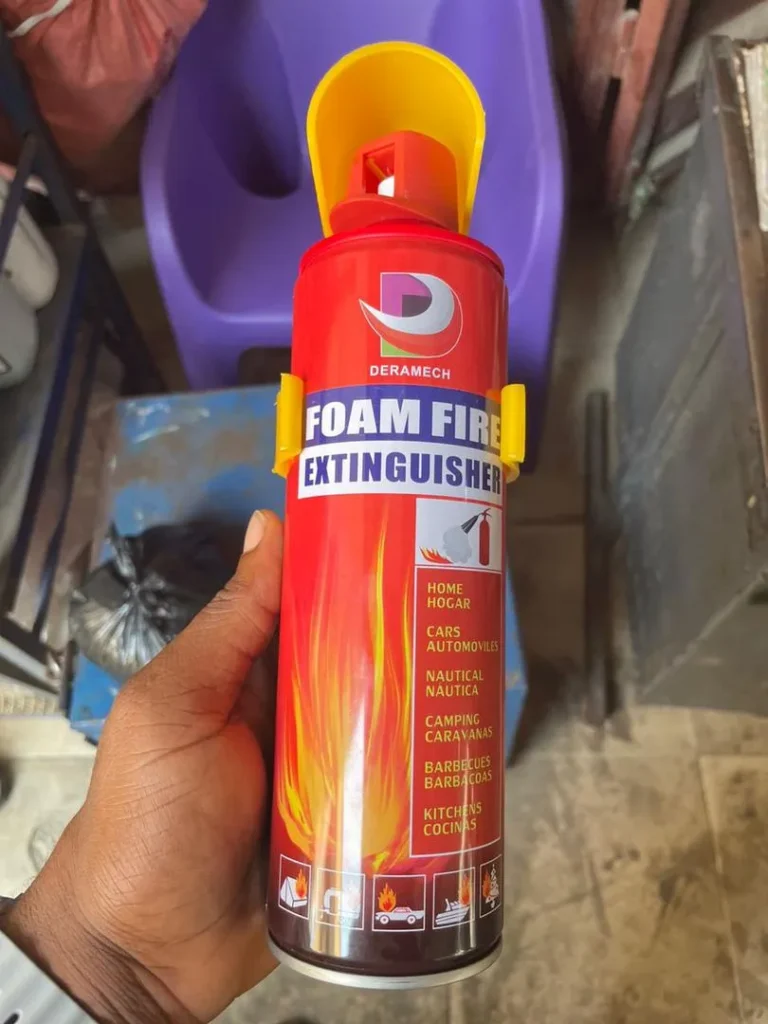 DERAMECH
FOAM FIRE
EXTINGUISHER
HOME
HOGAR
CARS
AUTOMOVILES
NAUTICAL
NAUTICA
CAMPING
CARAVANAS
BARBECUES
BARBACOAS
KITCHENS
COCINAS